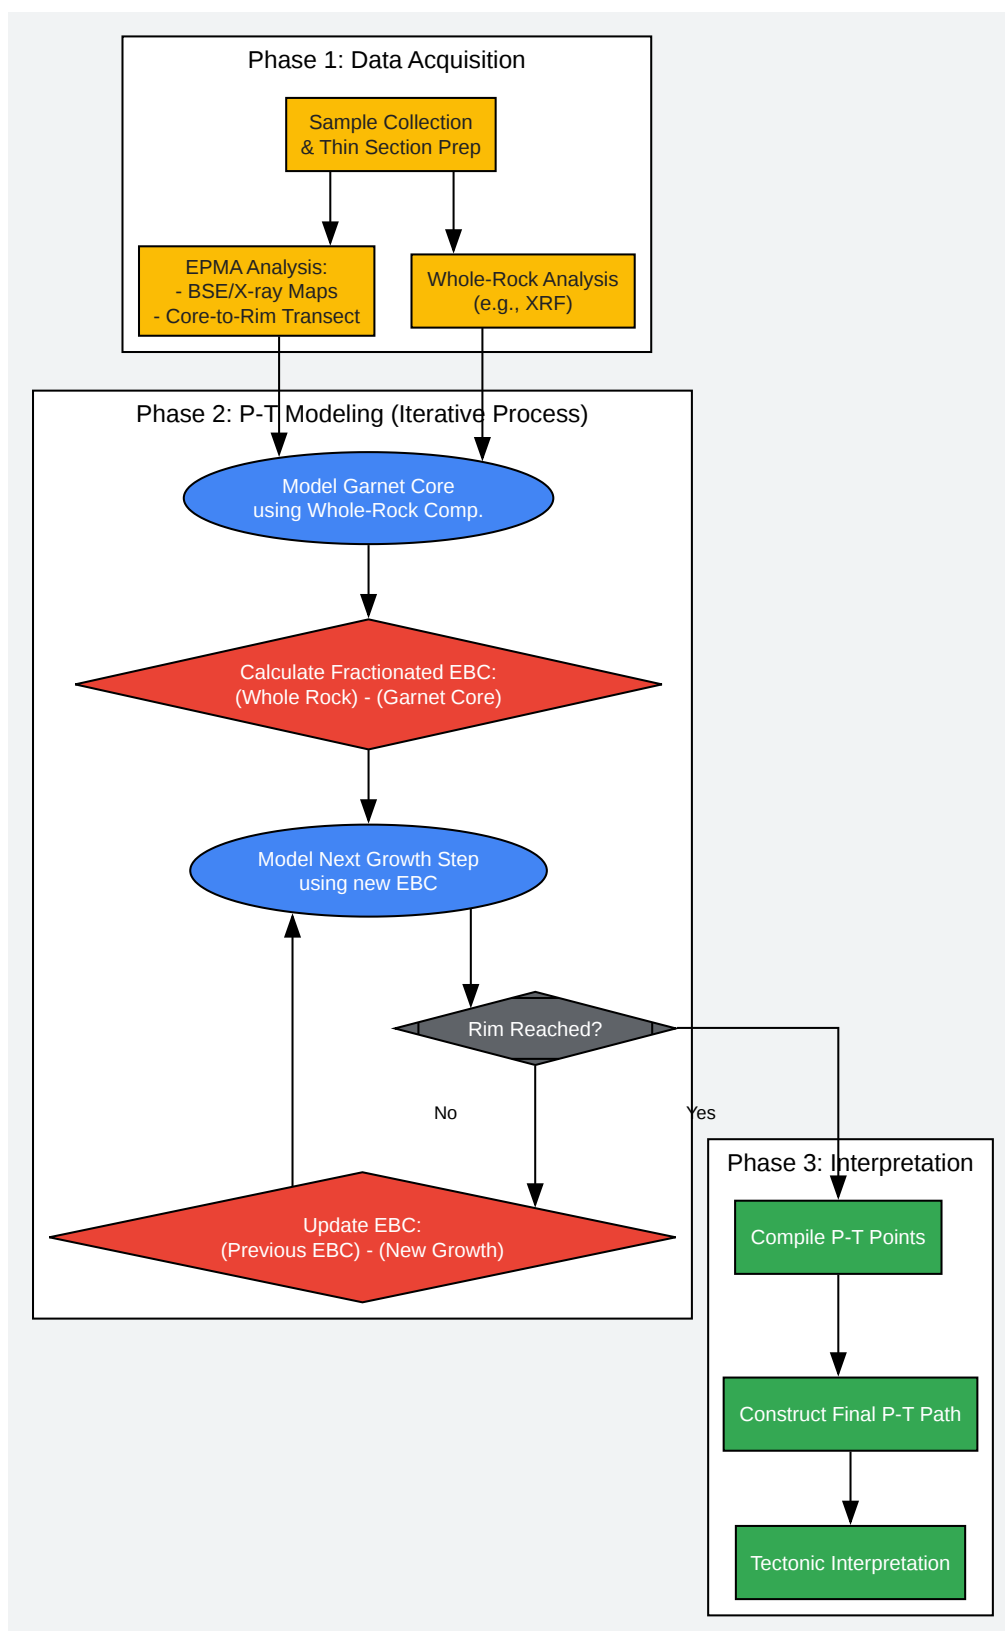 Phase 1: Data Acquisition
Sample Collection
& Thin Section Prep
EPMA Analysis:
- BSE/X-ray Maps
- Core-to-Rim Transect
Whole-Rock Analysis
(e.g., XRF)
Phase 2: P-T Modeling (Iterative Process)
Model Garnet Core
using Whole-Rock Comp.
Calculate Fractionated EBC:
(Whole Rock) - (Garnet Core)
Model Next Growth Step
using new EBC
Rim Reached?
No
Yes
Update EBC:
(Previous EBC) - (New Growth)
Phase 3: Interpretation
Compile P-T Points
Construct Final P-T Path
Tectonic Interpretation